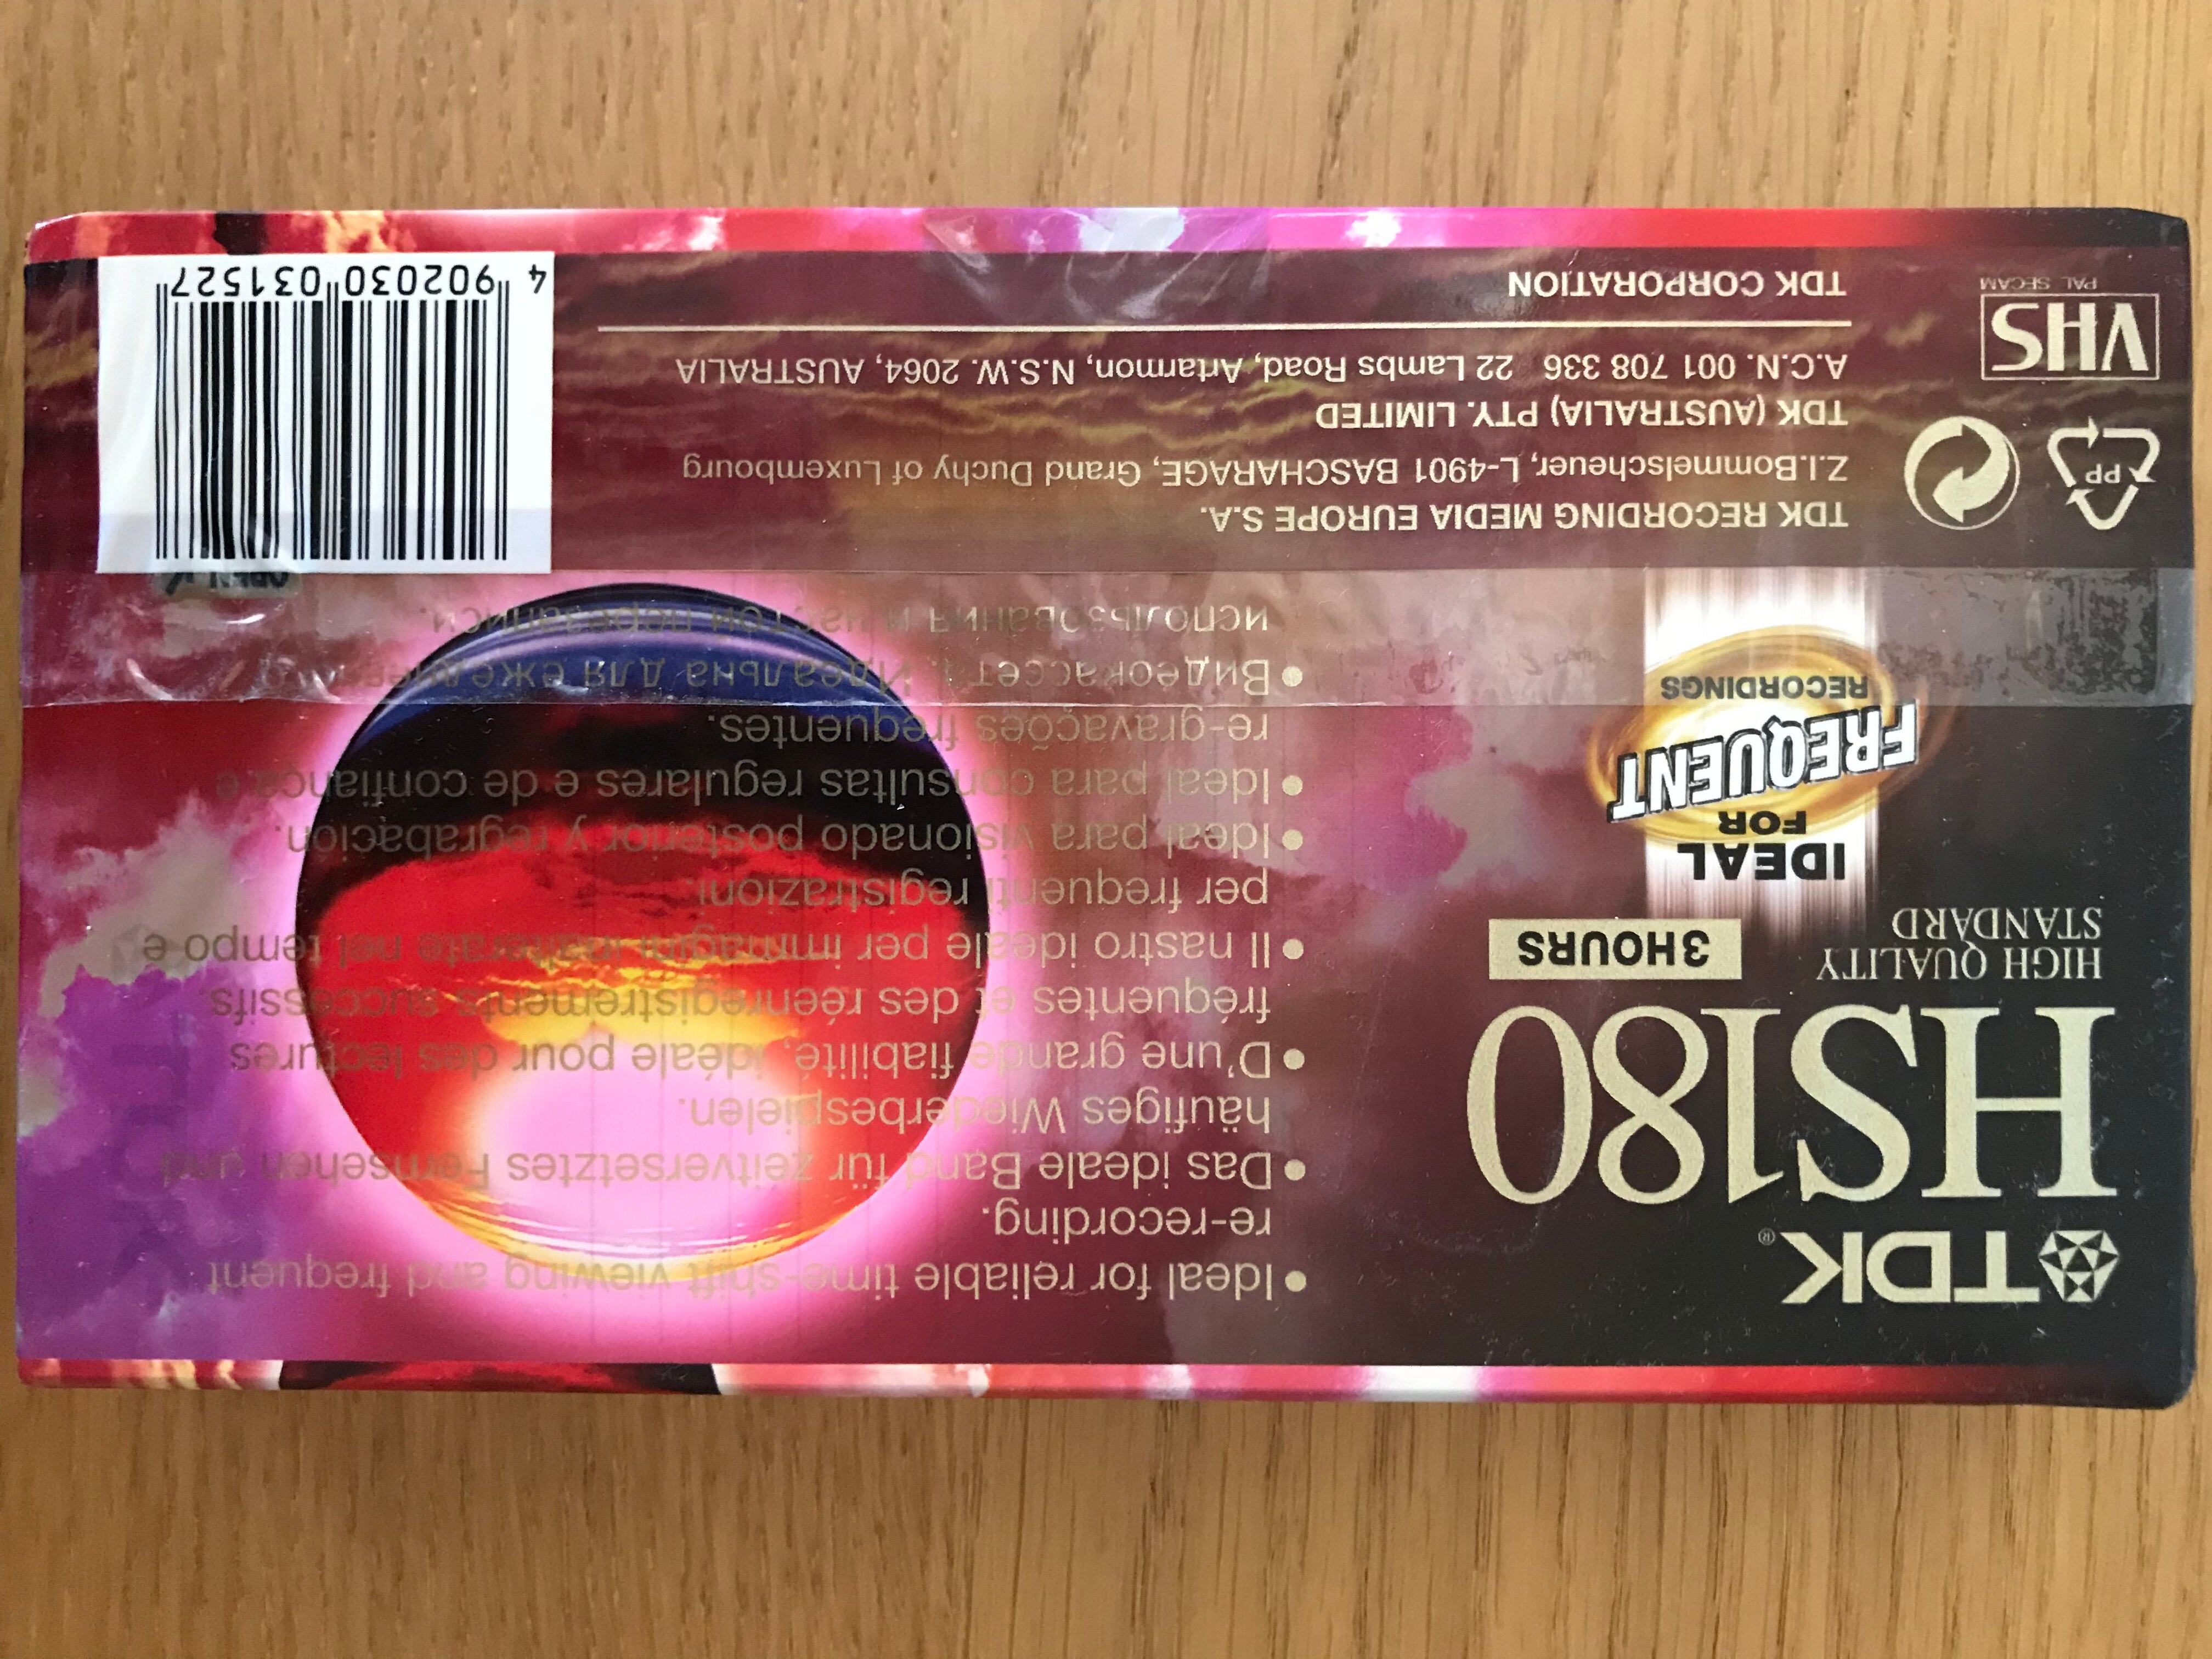 TDK®
HS180
HIGH QUALITY
STANDARD
3HOURS
IDEAL
FOR
FREQUENT
RECORDINGS
• Ideal for reliable time-shift viewing and frequent
re-recording.
• Das ideale Band für zeitversetztes Fernsehen und
häufiges Wiederbespielen.
• D'une grande fiabilité, idéale pour des lectures
fréquentes et des réenregistrements successifs.
• Il nastro ideale per immagini inalterate nel tempo e
per frequenti registrazioni.
• Ideal para visionado posterior y regrabación.
• Ideal para consultas regulares e de confiança e
re-gravações frequentes.
• Видеокассета. Идеальна для
использования и частой перезаписи.
OPEN
PP
TDK RECORDING MEDIA EUROPE S.A.
Z.I.Bommelscheuer, L-4901 BASCHARAGE, Grand Duchy of Luxembourg
TDK (AUSTRALIA) PTY. LIMITED
A.C.N. 001 708 336 22 Lambs Road, Artarmon, N.S.W. 2064, AUSTRALIA
TDK CORPORATION
VHS
PAL SECAM
4 902030 031527